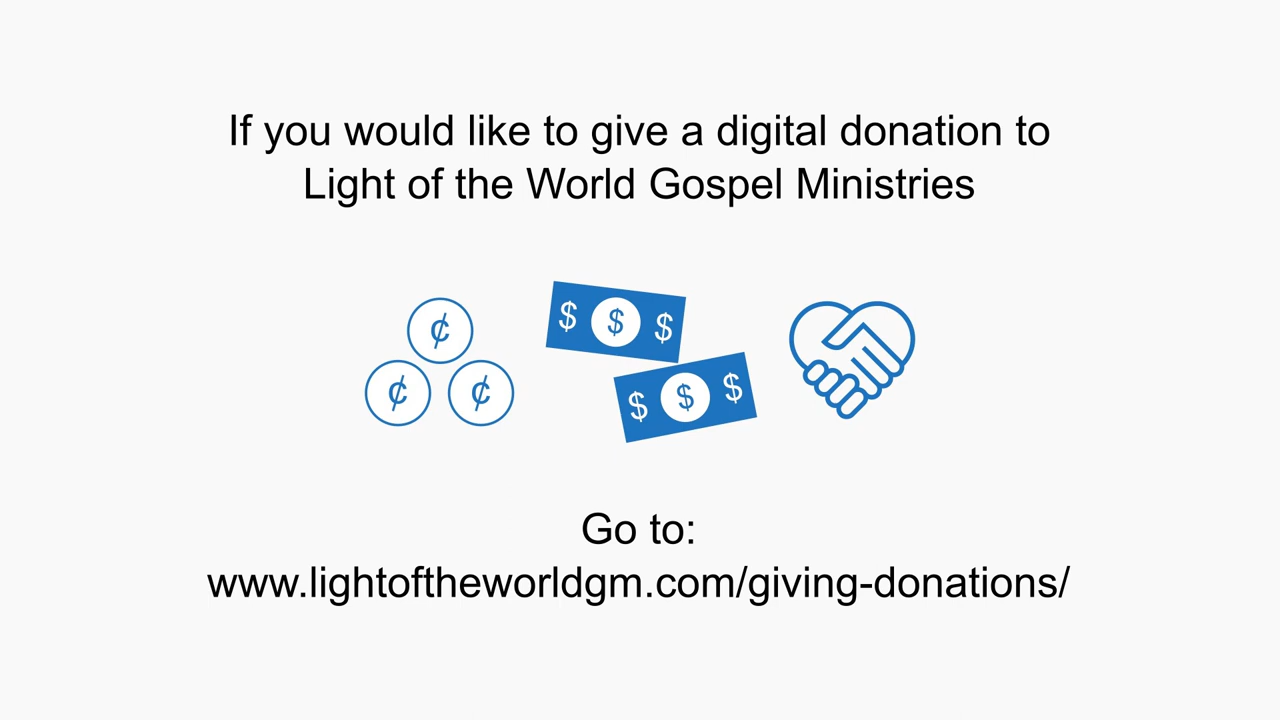 If you would like to give a digital donation to
Light of the World Gospel Ministries
¢
¢ ¢
$ $ $
$ $ $
Go to:
www.lightoftheworldgm.com/giving-donations/